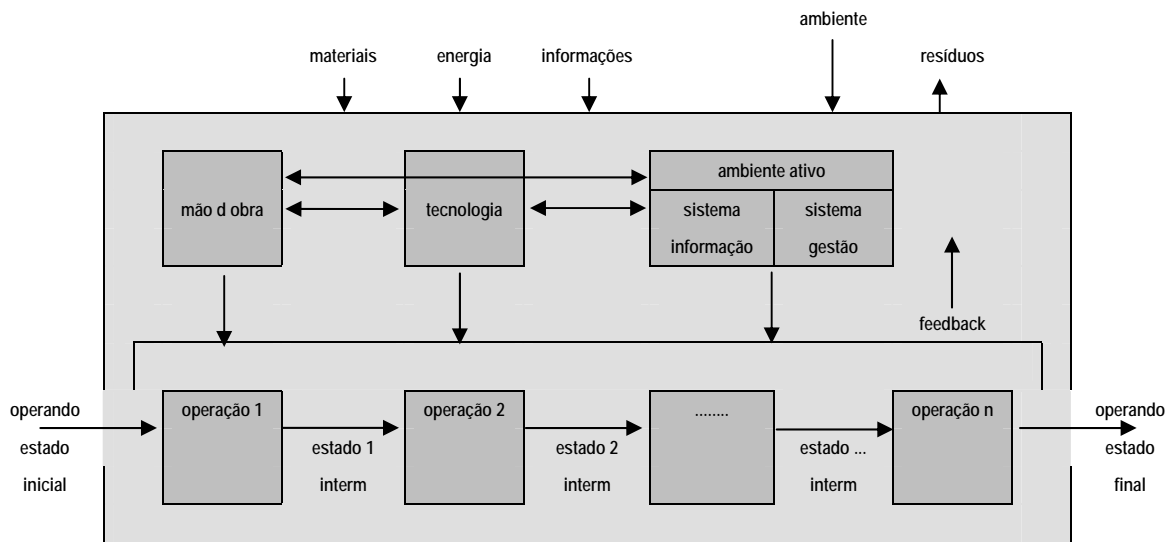 ambiente
materiais
energia
informações
resíduos
mão d obra
tecnologia
ambiente ativo
sistema
informação
sistema
gestão
feedback
operando
estado
inicial
operação 1
estado 1
interm
operação 2
estado 2
interm
........
estado ...
interm
operação n
operando
estado
final